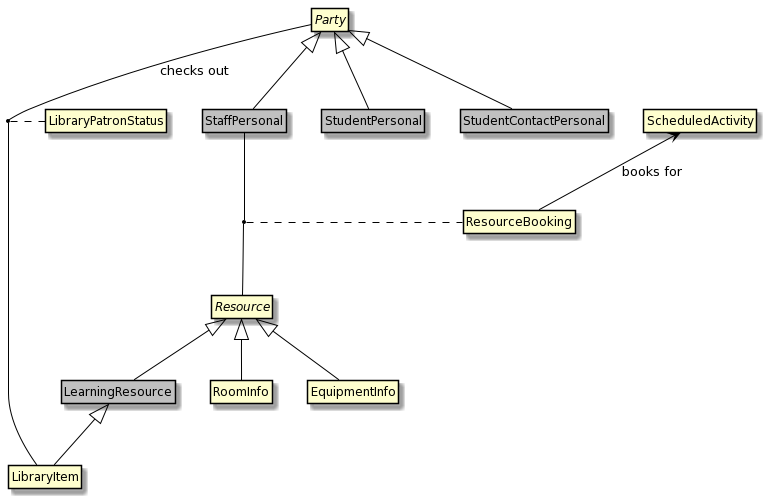 Party
checks out
LibraryPatronStatus
StaffPersonal
StudentPersonal
StudentContactPersonal
ScheduledActivity
books for
ResourceBooking
Resource
LearningResource
RoomInfo
EquipmentInfo
LibraryItem